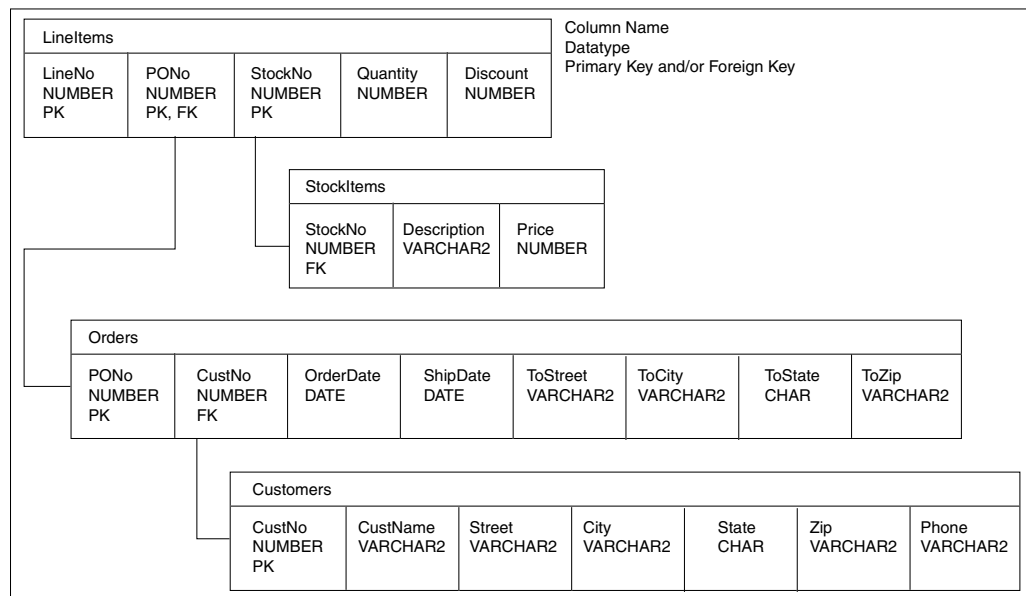 LineItems
Column Name
Datatype
Primary Key and/or Foreign Key
LineNo
NUMBER
PK
PONo
NUMBER
PK, FK
StockNo
NUMBER
PK
Quantity
NUMBER
Discount
NUMBER
StockItems
StockNo
NUMBER
FK
Description
VARCHAR2
Price
NUMBER
Orders
PONo
NUMBER
PK
CustNo
NUMBER
FK
OrderDate
DATE
ShipDate
DATE
ToStreet
VARCHAR2
ToCity
VARCHAR2
ToState
CHAR
ToZip
VARCHAR2
Customers
CustNo
NUMBER
PK
CustName
VARCHAR2
Street
VARCHAR2
City
VARCHAR2
State
CHAR
Zip
VARCHAR2
Phone
VARCHAR2